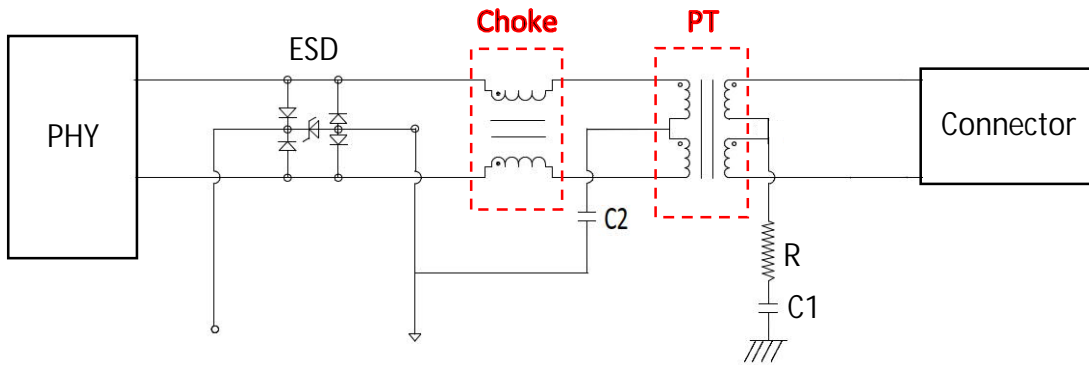 Choke
PT
ESD
PHY
Connector
C2
R
C1